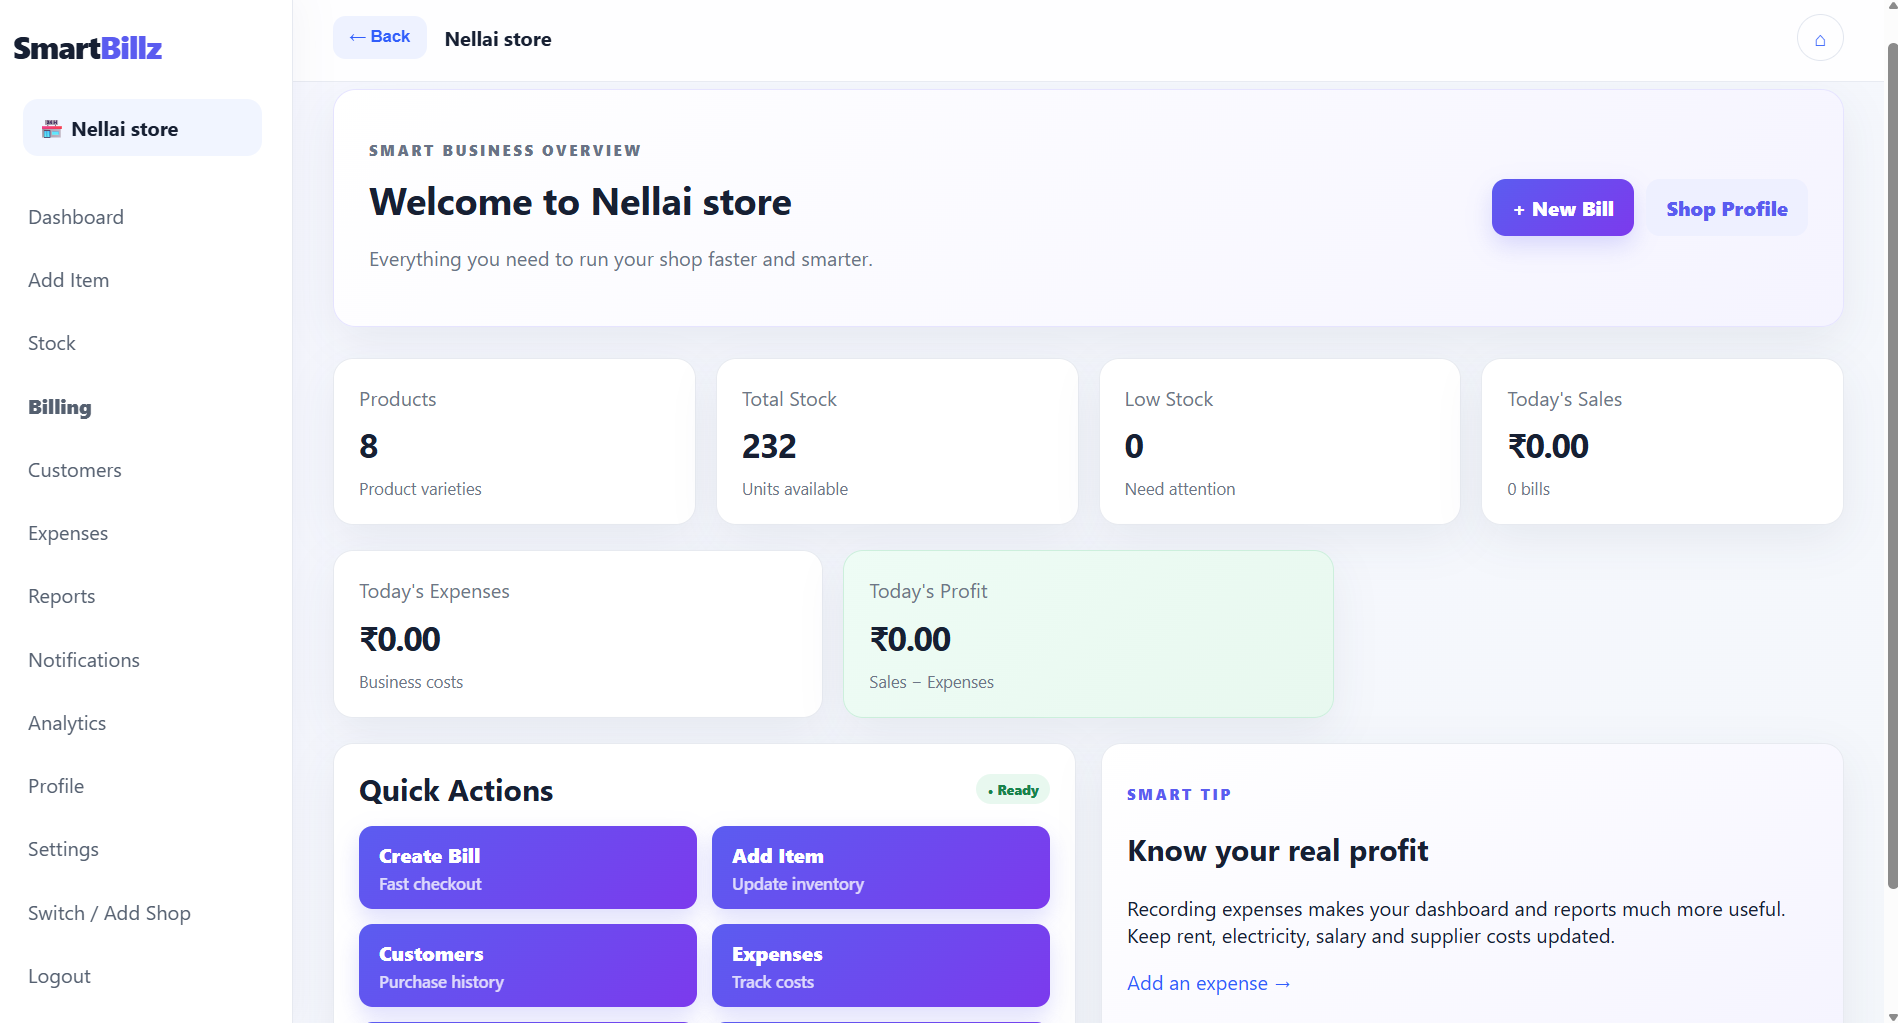 SmartBillz
Nellai store
Dashboard
Add Item
Stock
Billing
Customers
Expenses
Reports
Notifications
Analytics
Profile
Settings
Switch / Add Shop
Logout
← Back
Nellai store
SMART BUSINESS OVERVIEW
Welcome to Nellai store
Everything you need to run your shop faster and smarter.
+ New Bill
Shop Profile
Products
8
Product varieties
Total Stock
232
Units available
Low Stock
0
Need attention
Today's Sales
₹0.00
0 bills
Today's Expenses
₹0.00
Business costs
Today's Profit
₹0.00
Sales − Expenses
Quick Actions
• Ready
Create Bill
Fast checkout
Add Item
Update inventory
Customers
Purchase history
Expenses
Track costs
SMART TIP
Know your real profit
Recording expenses makes your dashboard and reports much more useful.
Keep rent, electricity, salary and supplier costs updated.
Add an expense →